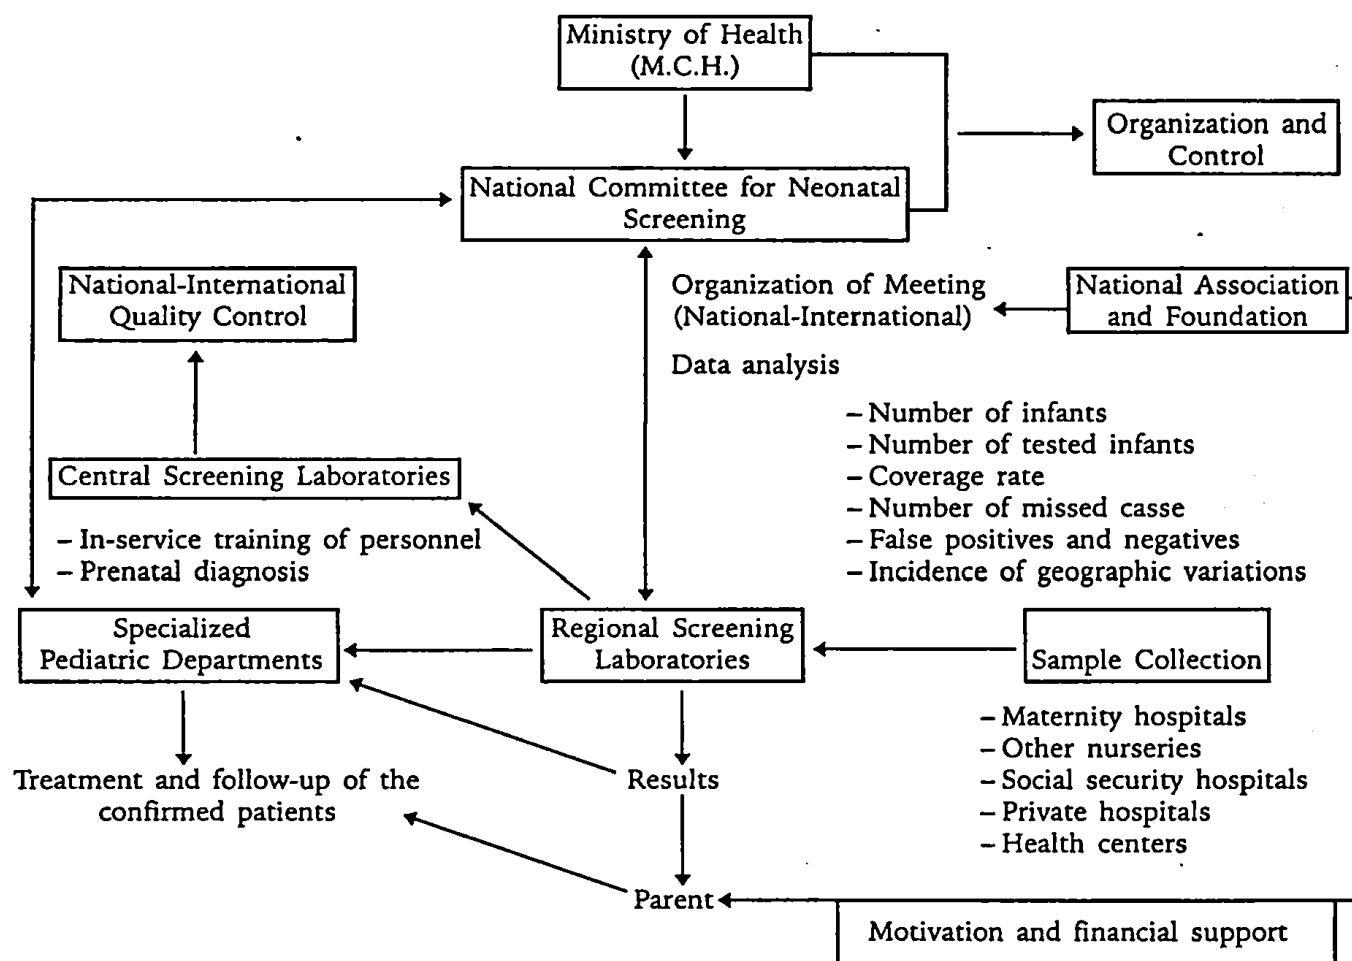 Ministry of Health
(M.C.H.)
Organization and
Control
National Committee for Neonatal
Screening
National-International
Quality Control
Organization of Meeting
(National-International)
National Association
and Foundation
Data analysis
– Number of infants
– Number of tested infants
– Coverage rate
– Number of missed casse
– False positives and negatives
– Incidence of geographic variations
Central Screening Laboratories
– In-service training of personnel
– Prenatal diagnosis
Specialized
Pediatric Departments
Regional Screening
Laboratories
Sample Collection
– Maternity hospitals
– Other nurseries
– Social security hospitals
– Private hospitals
– Health centers
Treatment and follow-up of the
confirmed patients
Results
Parent
Motivation and financial support